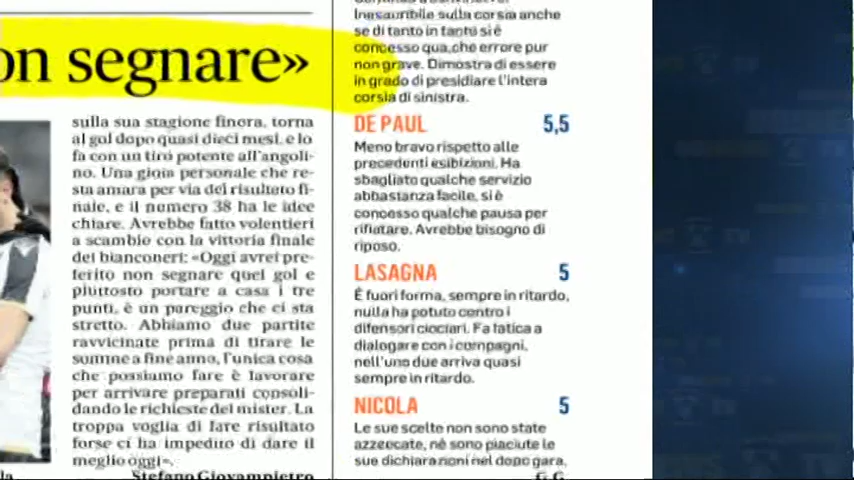 on segnare»
sulla sua stagione finora, torna
al gol dopo quasi dieci mesi, e lo
fa con un tiro potente all'angoli-
no. Una gioia personale che re-
sta amara per via del risultato fi-
nale, e il numero 38 ha le idee
chiare. Avrebbe fatto volentieri
a scambio con la vittoria finale
dei bianconeri: «Oggi avrei pre-
ferito non segnare quel gol e
piuttosto portare a casa i tre
punti, è un pareggio che ci sta
stretto. Abbiamo due partite
ravvicinate prima di tirare le
somme a fine anno, l'unica cosa
che possiamo fare è lavorare
per arrivare preparati consoli-
dando le richieste del mister. La
troppa voglia di fare risultato
forse ci ha impedito di dare il
meglio oggi».
Stefano Giovampietro
Inesauribile sulla corsia anche
se di tanto in tanto si è
concesso qualche errore pur
non grave. Dimostra di essere
in grado di presidiare l'intera
corsia di sinistra.
DE PAUL 5,5
Meno bravo rispetto alle
precedenti esibizioni. Ha
sbagliato qualche servizio
abbastanza facile, si è
concesso qualche pausa per
rifiatare. Avrebbe bisogno di
riposo.
LASAGNA 5
È fuori forma, sempre in ritardo,
nulla ha potuto contro i
difensori ciociari. Fa fatica a
dialogare con i compagni,
nell'uno due arriva quasi
sempre in ritardo.
NICOLA 5
Le sue scelte non sono state
azzeccate, né sono piaciute le
sue dichiarazioni nel dopo gara.
G.G.